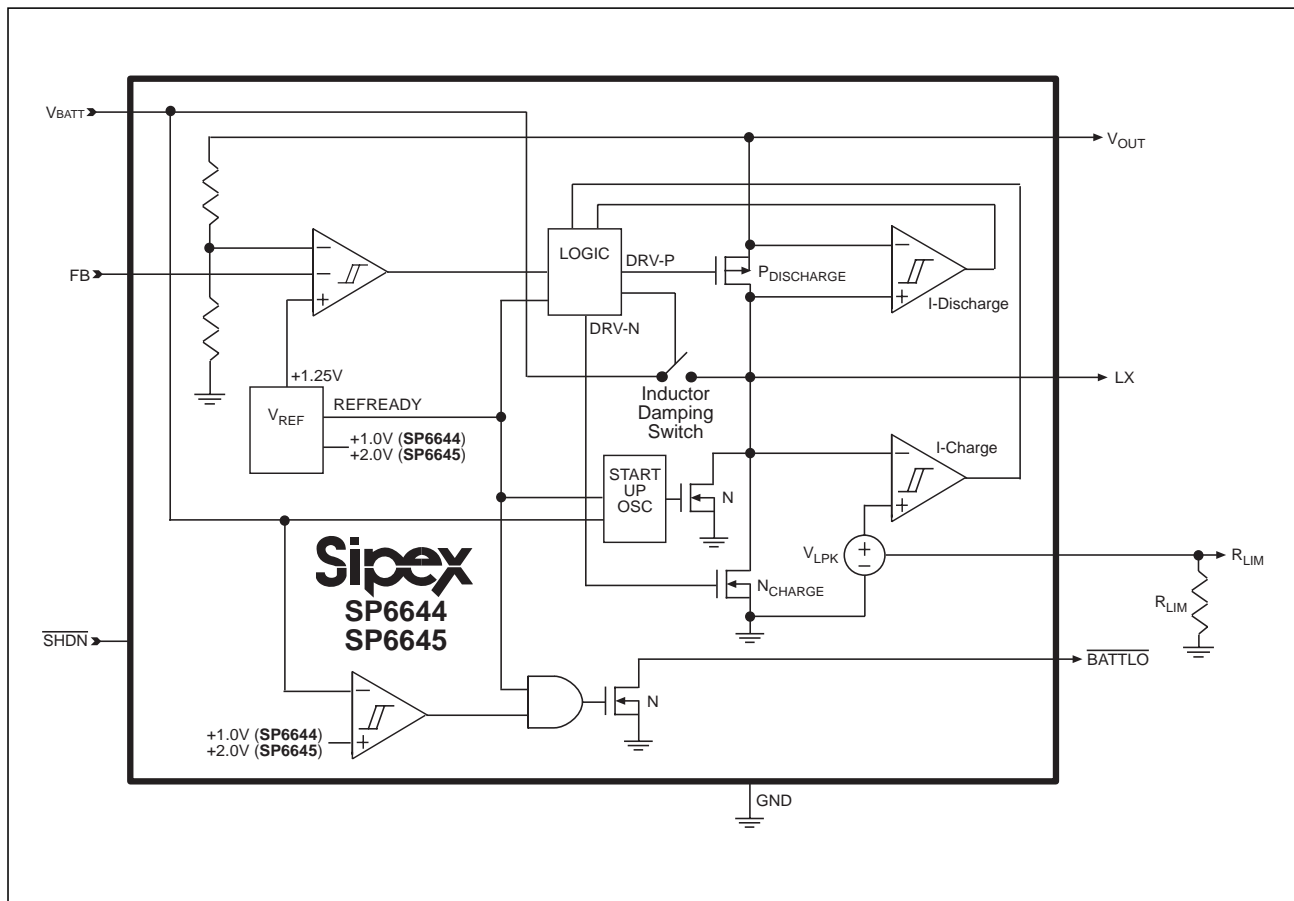 VBATT
VOUT
LOGIC
DRV-P
PDISCHARGE
−
+
I-Discharge
FB
−
−
+
DRV-N
+1.25V
VREF
REFREADY
+1.0V (SP6644)
+2.0V (SP6645)
Inductor
Damping
Switch
LX
I-Charge
−
+
START
UP
OSC
N
Sipex
SP6644
SP6645
VLPK
+
−
RLIM
NCHARGE
RLIM
SHDN
BATTLO
−
+
+1.0V (SP6644)
+2.0V (SP6645)
N
GND